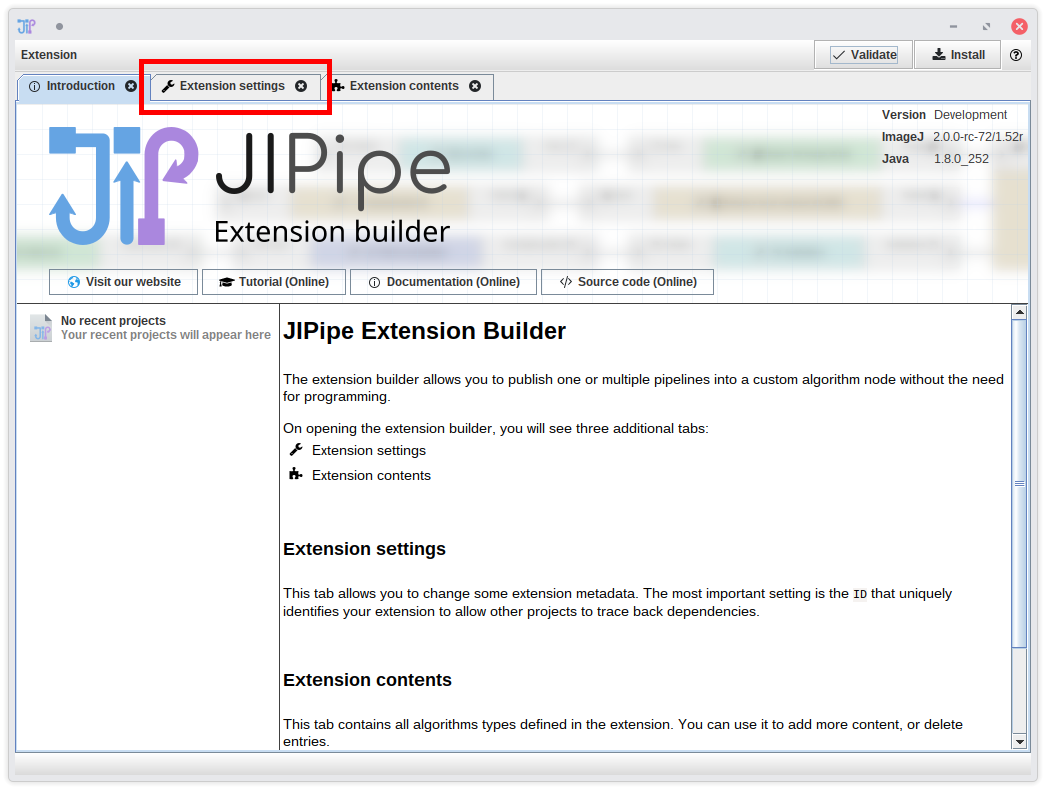 JIP
Extension
Validate
Install
Introduction
Extension settings
Extension contents
Version Development
ImageJ 2.0.0-rc-72/1.52r
Java 1.8.0_252
JIP
JIPipe
Extension builder
Visit our website
Tutorial (Online)
Documentation (Online)
Source code (Online)
No recent projects
Your recent projects will appear here
JIPipe Extension Builder
The extension builder allows you to publish one or multiple pipelines into a custom algorithm node without the need
for programming.
On opening the extension builder, you will see three additional tabs:
Extension settings
Extension contents
Extension settings
This tab allows you to change some extension metadata. The most important setting is the ID that uniquely
identifies your extension to allow other projects to trace back dependencies.
Extension contents
This tab contains all algorithms types defined in the extension. You can use it to add more content, or delete
entries.